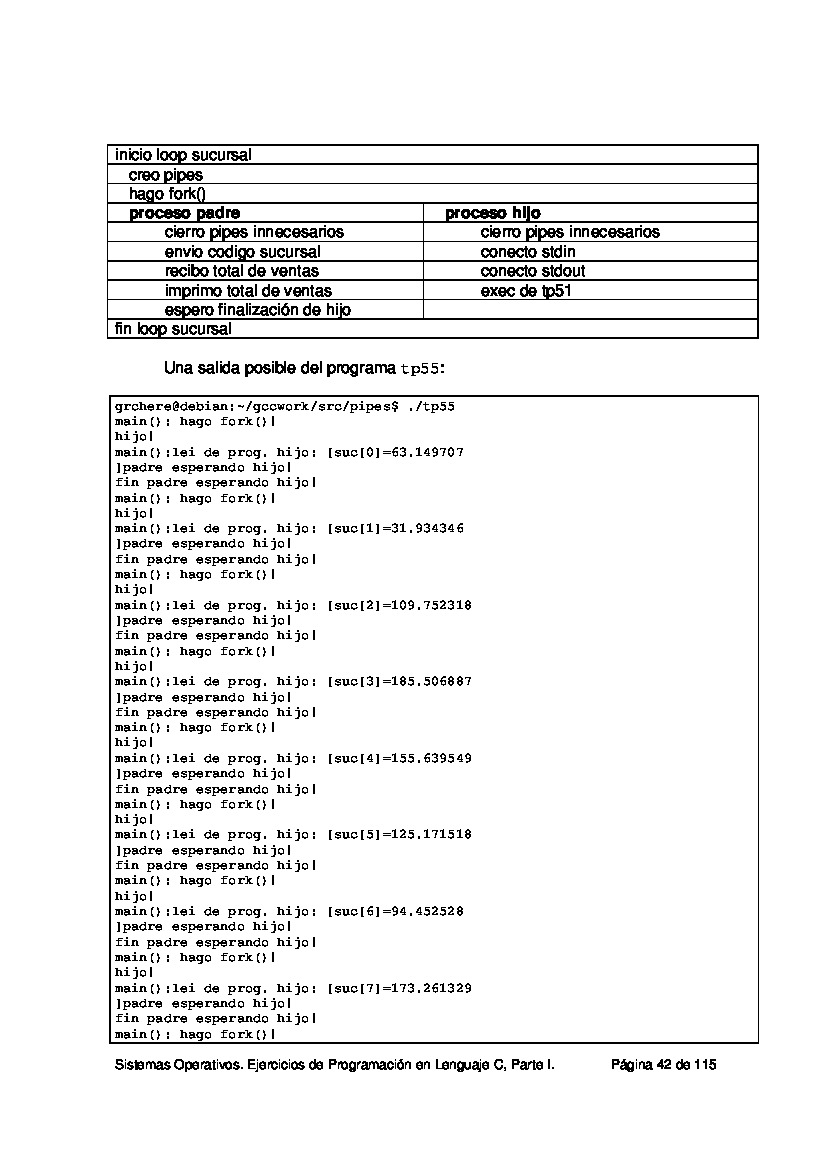 inicio loop sucursal
creo pipes
hago fork()
proceso padre proceso hijo
cierro pipes innecesarios cierro pipes innecesarios
envio codigo sucursal conecto stdin
recibo total de ventas conecto stdout
imprimo total de ventas exec de tp51
espero finalización de hijo
fin loop sucursal
Una salida posible del programa tp55:
grchere@debian:~/gccwork/src/pipes$ ./tp55
main(): hago fork()!
hijo!
main():lei de prog. hijo: [suc[0]=63.149707
]padre esperando hijo!
fin padre esperando hijo!
main(): hago fork()!
hijo!
main():lei de prog. hijo: [suc[1]=31.934346
]padre esperando hijo!
fin padre esperando hijo!
main(): hago fork()!
hijo!
main():lei de prog. hijo: [suc[2]=109.752318
]padre esperando hijo!
fin padre esperando hijo!
main(): hago fork()!
hijo!
main():lei de prog. hijo: [suc[3]=185.506887
]padre esperando hijo!
fin padre esperando hijo!
main(): hago fork()!
hijo!
main():lei de prog. hijo: [suc[4]=155.639549
]padre esperando hijo!
fin padre esperando hijo!
main(): hago fork()!
hijo!
main():lei de prog. hijo: [suc[5]=125.171518
]padre esperando hijo!
fin padre esperando hijo!
main(): hago fork()!
hijo!
main():lei de prog. hijo: [suc[6]=94.452528
]padre esperando hijo!
fin padre esperando hijo!
main(): hago fork()!
hijo!
main():lei de prog. hijo: [suc[7]=173.261329
]padre esperando hijo!
fin padre esperando hijo!
main(): hago fork()!
Sistemas Operativos. Ejercicios de Programación en Lenguaje C, Parte I. Página 42 de 115